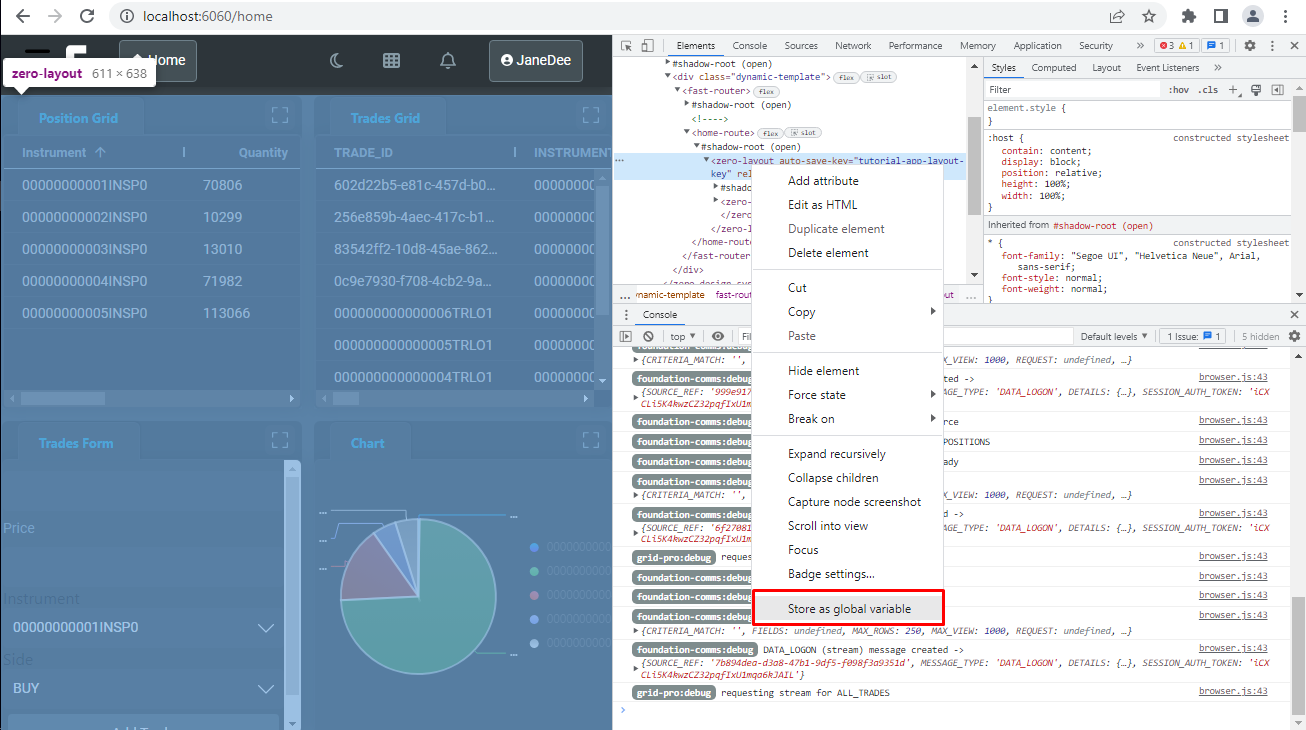 localhost:6060/home
Home
JaneDee
zero-layout 611 × 638
Position Grid
Instrument
Quantity
00000000001INSP0 70806
00000000002INSP0 10299
00000000003INSP0 13010
00000000004INSP0 71982
00000000005INSP0 113066
Trades Grid
TRADE_ID INSTRUMENT
602d22b5-e81c-457d-b0... 0000000000
256e859b-4aec-417c-b1... 0000000000
83542ff2-10d8-45ae-862... 0000000000
0c9e7930-f708-4cb2-9a... 0000000000
000000000000006TRLO1 0000000000
000000000000005TRLO1 0000000000
000000000000004TRLO1 0000000000
Trades Form
Price
Instrument
00000000001INSP0
Side
BUY
Chart
Elements Console Sources Network Performance Memory Application Security » 3 1 1
▶#shadow-root (open)
▼<div class="dynamic-template"> flex slot
▼<fast-router> flex
▶#shadow-root (open)
<!---->
▼<home-route> flex slot
▼#shadow-root (open)
▼<zero-layout auto-save-key="tutorial-app-layout-
key" rel
▶#shado
▶<zero-
</zero
</zero-l
</home-rout
</fast-router
</div>
...
ynamic-template fast-rout out ...
Add attribute
Edit as HTML
Duplicate element
Delete element
Cut
Copy
Paste
Hide element
Force state
Break on
Expand recursively
Collapse children
Capture node screenshot
Scroll into view
Focus
Badge settings...
Store as global variable
Styles Computed Layout Event Listeners »
Filter :hov .cls +
element.style {
}
:host { constructed stylesheet
contain: content;
display: block;
position: relative;
height: 100%;
width: 100%;
}
Inherited from #shadow-root (open)
* { constructed stylesheet
font-family: "Segoe UI", "Helvetica Neue", Arial,
sans-serif;
font-style: normal;
font-weight: normal;
}
Console
top ▼ Fil Default levels ▼ 1 Issue: 1 5 hidden
▶{CRITERIA_MATCH: '', X_VIEW: 1000, REQUEST: undefined, …}
foundation-comms:debug ted -> browser.js:43
▶{SOURCE_REF: '999e917 AGE_TYPE: 'DATA_LOGON', DETAILS: {…}, SESSION_AUTH_TOKEN: 'iCX
CLi5K4kwzCZ32pqfIxU1m
foundation-comms:debug rce browser.js:43
foundation-comms:debug POSITIONS browser.js:43
foundation-comms:debug ady browser.js:43
foundation-comms:debug browser.js:43
▶{CRITERIA_MATCH: '', X_VIEW: 1000, REQUEST: undefined, …}
foundation-comms:debug ed -> browser.js:43
▶{SOURCE_REF: '6f27081 AGE_TYPE: 'DATA_LOGON', DETAILS: {…}, SESSION_AUTH_TOKEN: 'iCX
CLi5K4kwzCZ32pqfIxU1m
grid-pro:debug reques browser.js:43
foundation-comms:debug browser.js:43
foundation-comms:debug browser.js:43
foundation-comms:debug browser.js:43
▶{CRITERIA_MATCH: '', FIELDS: undefined, MAX_ROWS: 250, MAX_VIEW: 1000, REQUEST: undefined, …}
foundation-comms:debug DATA_LOGON (stream) message created -> browser.js:43
▶{SOURCE_REF: '7b894dea-d3a8-47b1-9df5-f098f3a9351d', MESSAGE_TYPE: 'DATA_LOGON', DETAILS: {…}, SESSION_AUTH_TOKEN: 'iCX
CLi5K4kwzCZ32pqfIxU1mqa6kJAIL'}
grid-pro:debug requesting stream for ALL_TRADES browser.js:43